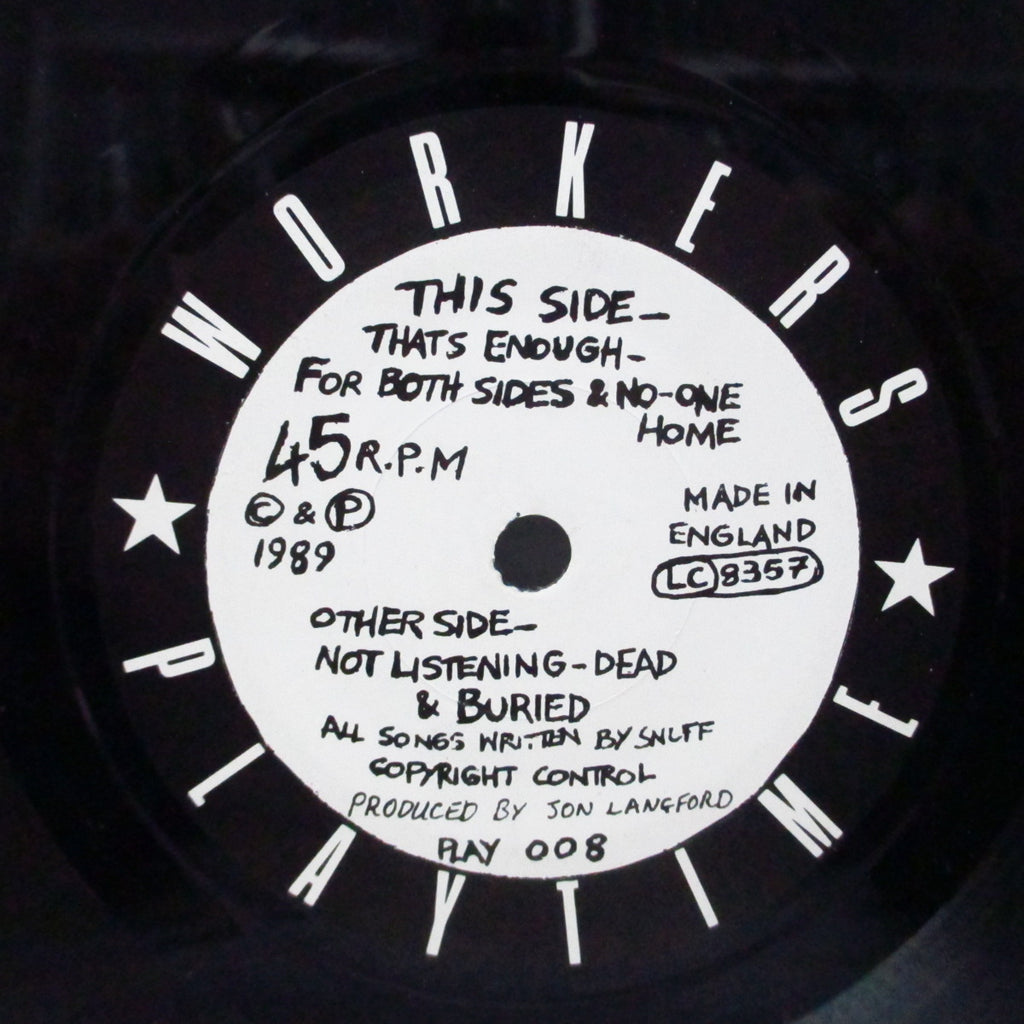 WORKERS
THIS SIDE-
THATS ENOUGH-
FOR BOTH SIDES & NO-ONE
HOME
45 R.P.M
© & ℗
1989
MADE IN
ENGLAND
LC 8357
OTHER SIDE-
NOT LISTENING-DEAD
& BURIED
ALL SONGS WRITTEN BY SNUFF
COPYRIGHT CONTROL
PRODUCED BY JON LANGFORD
PLAY 008
PLAYTIME